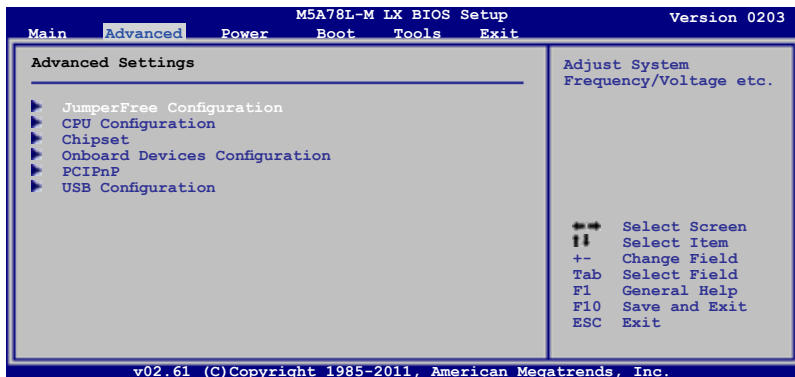 M5A78L-M LX BIOS Setup Version 0203
Main Advanced Power Boot Tools Exit
Advanced Settings
JumperFree Configuration
CPU Configuration
Chipset
Onboard Devices Configuration
PCIPnP
USB Configuration
Adjust System
Frequency/Voltage etc.
←→ Select Screen
↑↓ Select Item
+- Change Field
Tab Select Field
F1 General Help
F10 Save and Exit
ESC Exit
v02.61 (C)Copyright 1985-2011, American Megatrends, Inc.